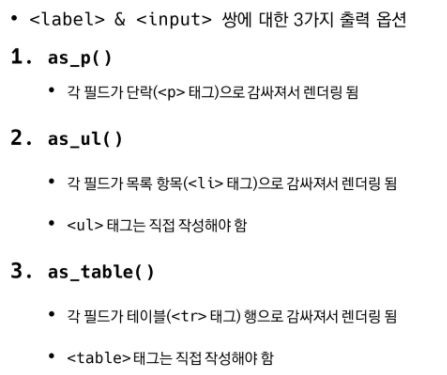 • <label> & <input> 쌍에 대한 3가지 출력 옵션
1. as_p()
• 각 필드가 단락(<p> 태그)으로 감싸져서 렌더링 됨
2. as_ul()
• 각 필드가 목록 항목(<li> 태그)으로 감싸져서 렌더링 됨
• <ul> 태그는 직접 작성해야 함
3. as_table()
• 각 필드가 테이블(<tr> 태그) 행으로 감싸져서 렌더링 됨
• <table>태그는 직접 작성해야 함